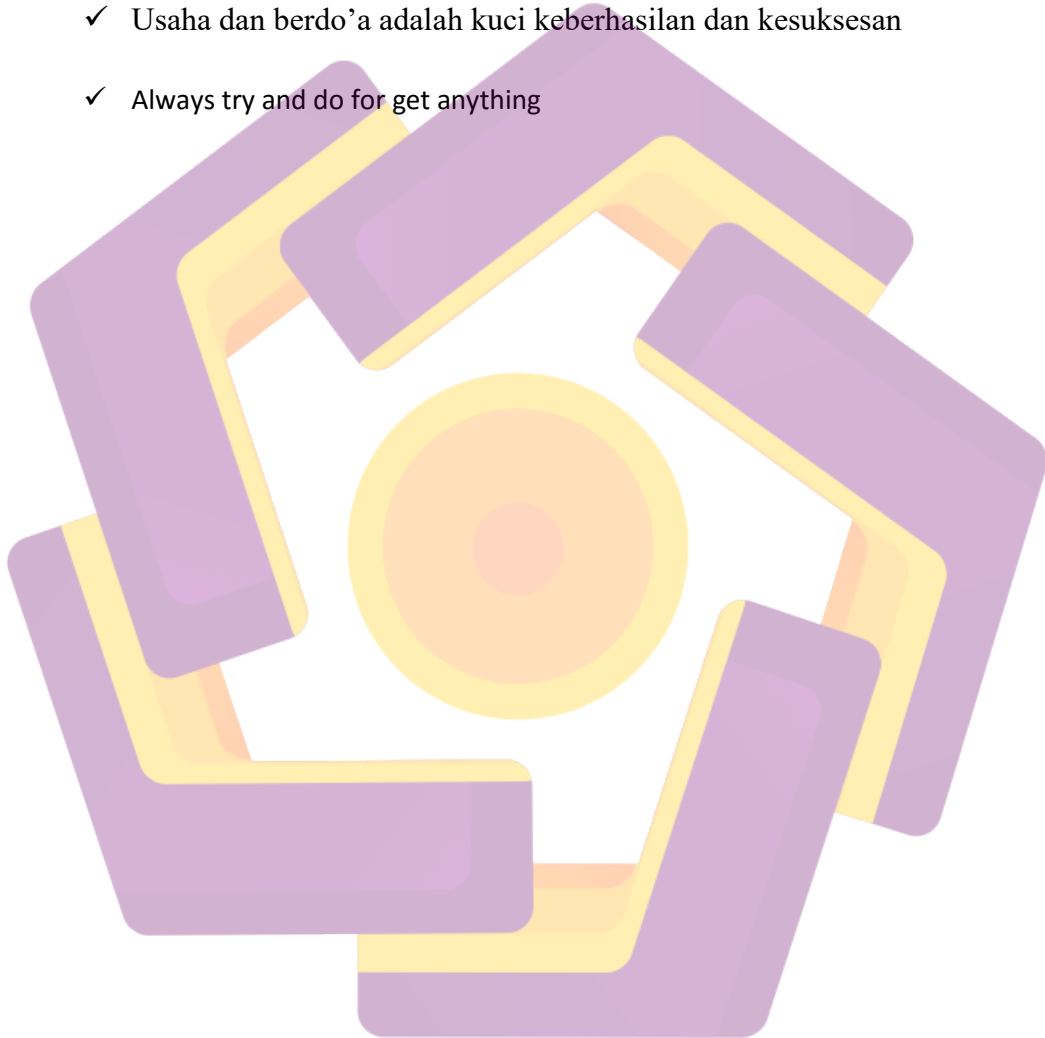 ✓ Usaha dan berdo’a adalah kuci keberhasilan dan kesuksesan
✓ Always try and do for get anything